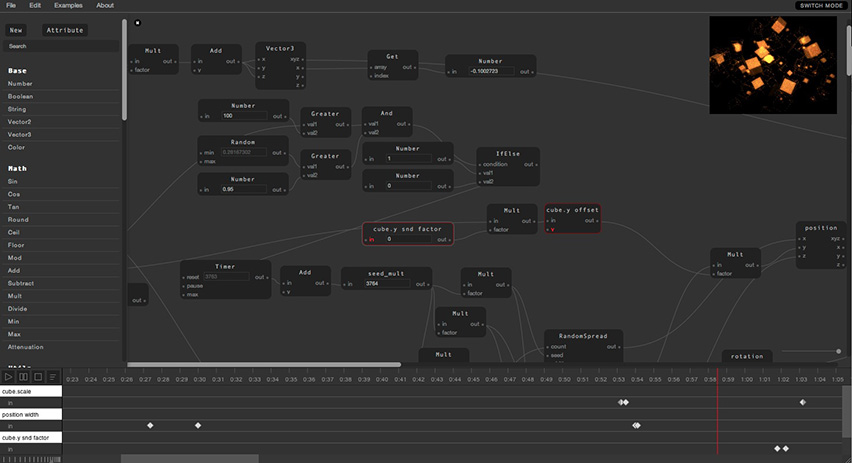 File Edit Examples About
SWITCH MODE
New Attribute
Search
Base
Number
Boolean
String
Vector2
Vector3
Color
Math
Sin
Cos
Tan
Round
Ceil
Floor
Mod
Add
Subtract
Mult
Divide
Min
Max
Attenuation
Mult
in out
factor
Add
in out
v
Vector3
x xyz
y x
z y
z
Get
array out
index
Number
in -0.1002723 out
Number
in 100 out
Greater
val1 out
val2
And
val1 out
val2
Random
min out
max
Greater
val1 out
val2
Number
in 1 out
IfElse
condition out
val1
val2
Number
in 0.95 out
Number
in 0 out
cube.y snd factor
in 0 out
Mult
in out
factor
cube.y offset
in out
v
position
x xyz
y x
z y
z
Mult
in out
factor
Timer
reset 3763 out
pause
max
Add
in out
v
seed_mult
in 3764 out
Mult
in out
factor
out
Mult
in out
factor
RandomSpread
count out
seed
Mult
rotation
0:23 0:24 0:25 0:26 0:27 0:28 0:29 0:30 0:31 0:32 0:33 0:34 0:35 0:36 0:37 0:38 0:39 0:40 0:41 0:42 0:43 0:44 0:45 0:46 0:47 0:48 0:49 0:50 0:51 0:52 0:53 0:54 0:55 0:56 0:57 0:58 0:59 1:00 1:01 1:02 1:03 1:04 1:05
cube.scale
in
position width
in
cube.y snd factor
in